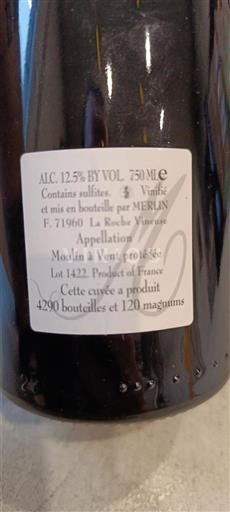 ALC. 12.5% BY VOL. 750 ML e
Contains sulfites. Vinifié
et mis en bouteille par MERLIN
F. 71960 La Roche Vineuse
Appellation
Moulin à Vent protégée
Lot 1422. Product of France
Cette cuvée a produit
4290 bouteilles et 120 magnums